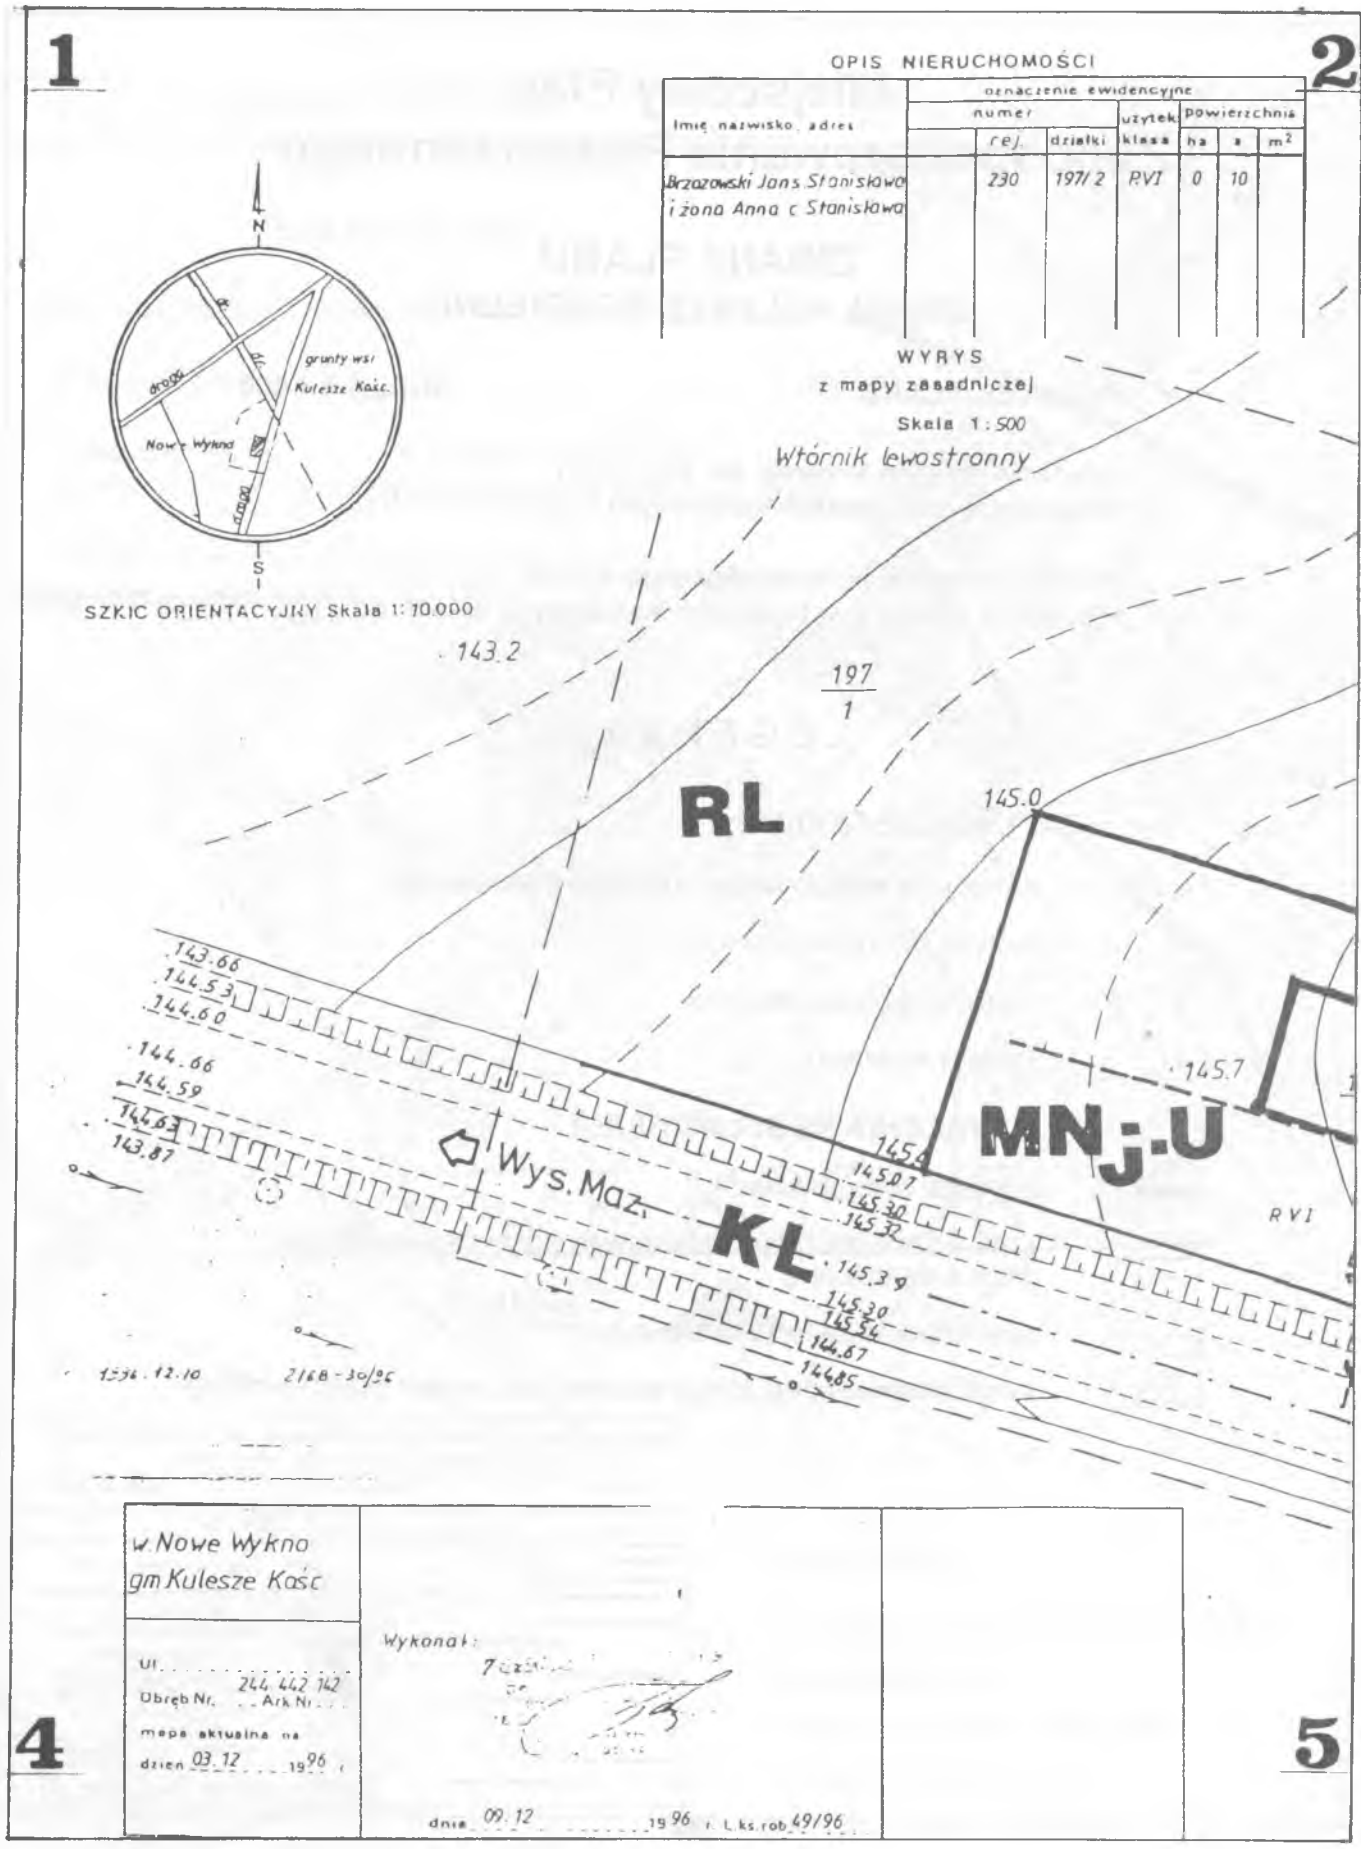 1
2
OPIS NIERUCHOMOŚCI
Imię nazwisko adres
oznaczenie ewidencyjne
numer
rej. działki
użytek klasa
powierzchnia
ha a m²
Brzozowski Jan s. Stanisława 230 197/2 RVI 0 10
i żona Anna c Stanisława
N
dr.
dr.
droga
grunty wsi
Kulesze Kośc.
Nowe Wykno
droga
S
SZKIC ORIENTACYJNY Skala 1:10.000
WYRYS
z mapy zasadniczej
Skala 1:500
Wtórnik lewostronny
143.2
197
1
RL
145.0
143.66
144.53
144.60
144.66
144.59
144.63
143.87
145.7
MNj.U
RVI
Wys. Maz.
KL
145.07
145.30
145.32
145.39
145.30
145.54
144.67
144.85
1996.12.10
w. Nowe Wykno
gm Kulesze Kośc
Ul.
244. 442 142
Obręb Nr. Ark Nr.
mapa aktualna na
dzień 03.12 1996 r
Wykonał:
dnia 09.12 1996 r. L.ks.rob 49/96
4
5